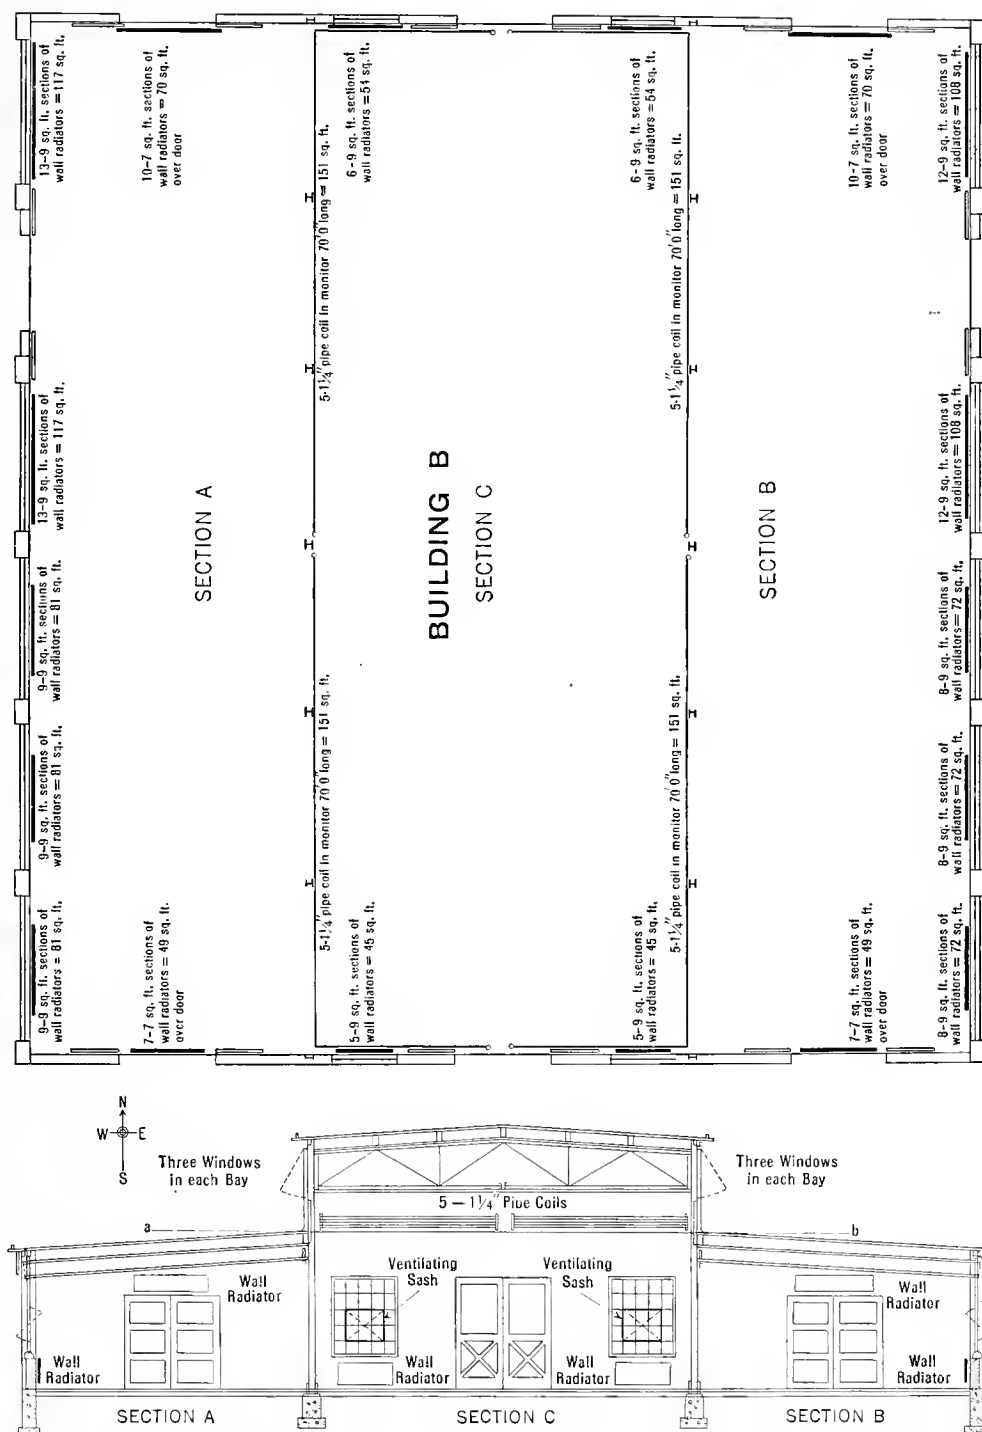 13-9 sq. ft. sections of
wall radiators = 117 sq. ft.
10-7 sq. ft. sections of
wall radiators = 70 sq. ft.
over door
6-9 sq. ft. sections of
wall radiators = 54 sq. ft.
6-9 sq. ft. sections of
wall radiators = 54 sq. ft.
10-7 sq. ft. sections of
wall radiators = 70 sq. ft.
over door
12-9 sq. ft. sections of
wall radiators = 108 sq. ft.
5-1¼" pipe coil in monitor 70'0" long = 151 sq. ft.
5-1¼" pipe coil in monitor 70'0" long = 151 sq. ft.
13-9 sq. ft. sections of
wall radiators = 117 sq. ft.
SECTION A
BUILDING B
SECTION C
SECTION B
12-9 sq. ft. sections of
wall radiators = 108 sq. ft.
9-9 sq. ft. sections of
wall radiators = 81 sq. ft.
8-9 sq. ft. sections of
wall radiators = 72 sq. ft.
9-9 sq. ft. sections of
wall radiators = 81 sq. ft.
5-1¼" pipe coil in monitor 70'0" long = 151 sq. ft.
5-1¼" pipe coil in monitor 70'0" long = 151 sq. ft.
8-9 sq. ft. sections of
wall radiators = 72 sq. ft.
9-9 sq. ft. sections of
wall radiators = 81 sq. ft.
7-7 sq. ft. sections of
wall radiators = 49 sq. ft.
over door
5-9 sq. ft. sections of
wall radiators = 45 sq. ft.
5-9 sq. ft. sections of
wall radiators = 45 sq. ft.
7-7 sq. ft. sections of
wall radiators = 49 sq. ft.
over door
8-9 sq. ft. sections of
wall radiators = 72 sq. ft.
N
W E
S
Three Windows
in each Bay
Three Windows
in each Bay
5 — 1¼" Pipe Coils
a
b
Wall
Radiator
Ventilating
Sash
Ventilating
Sash
Wall
Radiator
Wall
Radiator
Wall
Radiator
Wall
Radiator
Wall
Radiator
SECTION A
SECTION C
SECTION B